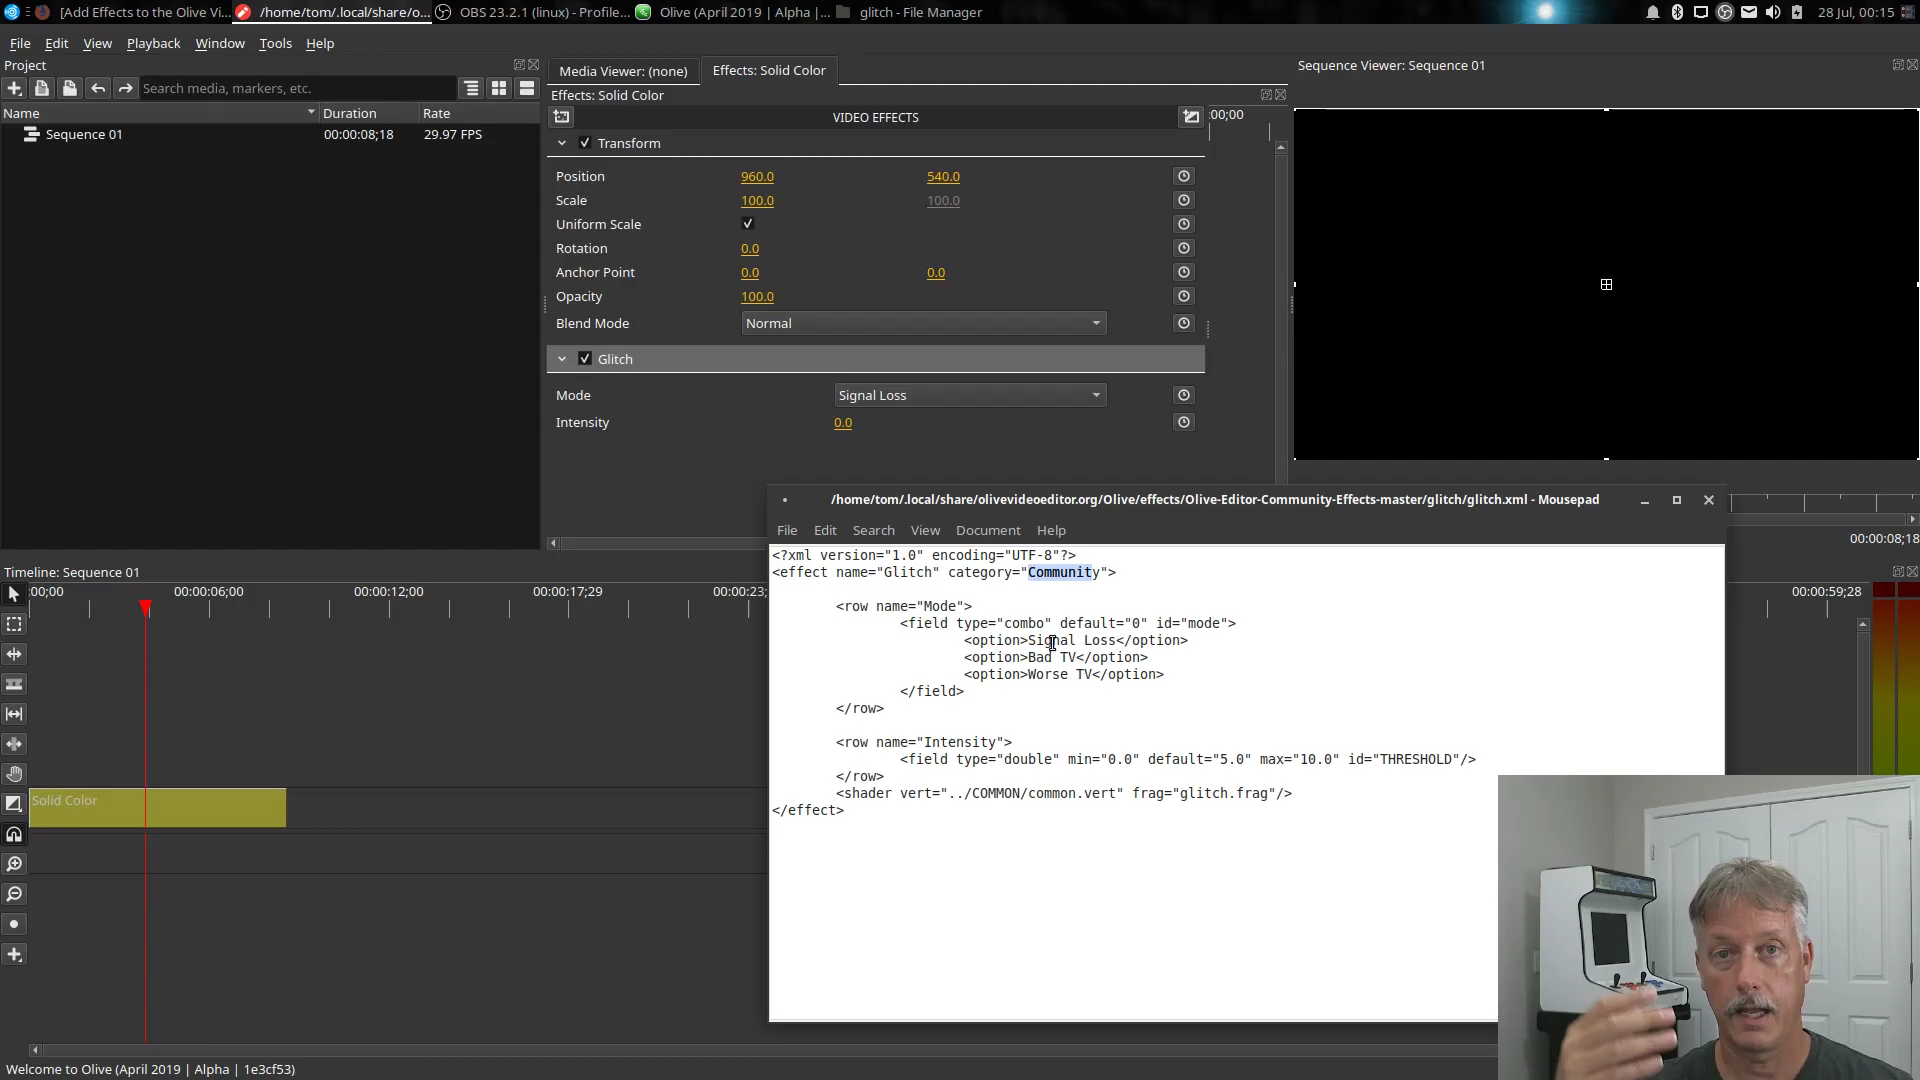 [Add Effects to the Olive Vi...
/home/tom/.local/share/o...
OBS 23.2.1 (linux) - Profile...
Olive (April 2019 | Alpha |...
glitch - File Manager
28 Jul, 00:15
File Edit View Playback Window Tools Help
Project
Search media, markers, etc.
Name Duration Rate
Sequence 01 00:00:08;18 29.97 FPS
Media Viewer: (none) Effects: Solid Color
Effects: Solid Color
VIDEO EFFECTS
:00;00
Transform
Position 960.0 540.0
Scale 100.0 100.0
Uniform Scale
Rotation 0.0
Anchor Point 0.0 0.0
Opacity 100.0
Blend Mode Normal
Glitch
Mode Signal Loss
Intensity 0.0
Sequence Viewer: Sequence 01
00:00:08;18
/home/tom/.local/share/olivevideoeditor.org/Olive/effects/Olive-Editor-Community-Effects-master/glitch/glitch.xml - Mousepad
File Edit Search View Document Help
<?xml version="1.0" encoding="UTF-8"?>
<effect name="Glitch" category="Community">
<row name="Mode">
<field type="combo" default="0" id="mode">
<option>Signal Loss</option>
<option>Bad TV</option>
<option>Worse TV</option>
</field>
</row>
<row name="Intensity">
<field type="double" min="0.0" default="5.0" max="10.0" id="THRESHOLD"/>
</row>
<shader vert="../COMMON/common.vert" frag="glitch.frag"/>
</effect>
Timeline: Sequence 01
:00;00 00:00:06;00 00:00:12;00 00:00:17;29 00:00:23; 00:00:59;28
Solid Color
Welcome to Olive (April 2019 | Alpha | 1e3cf53)